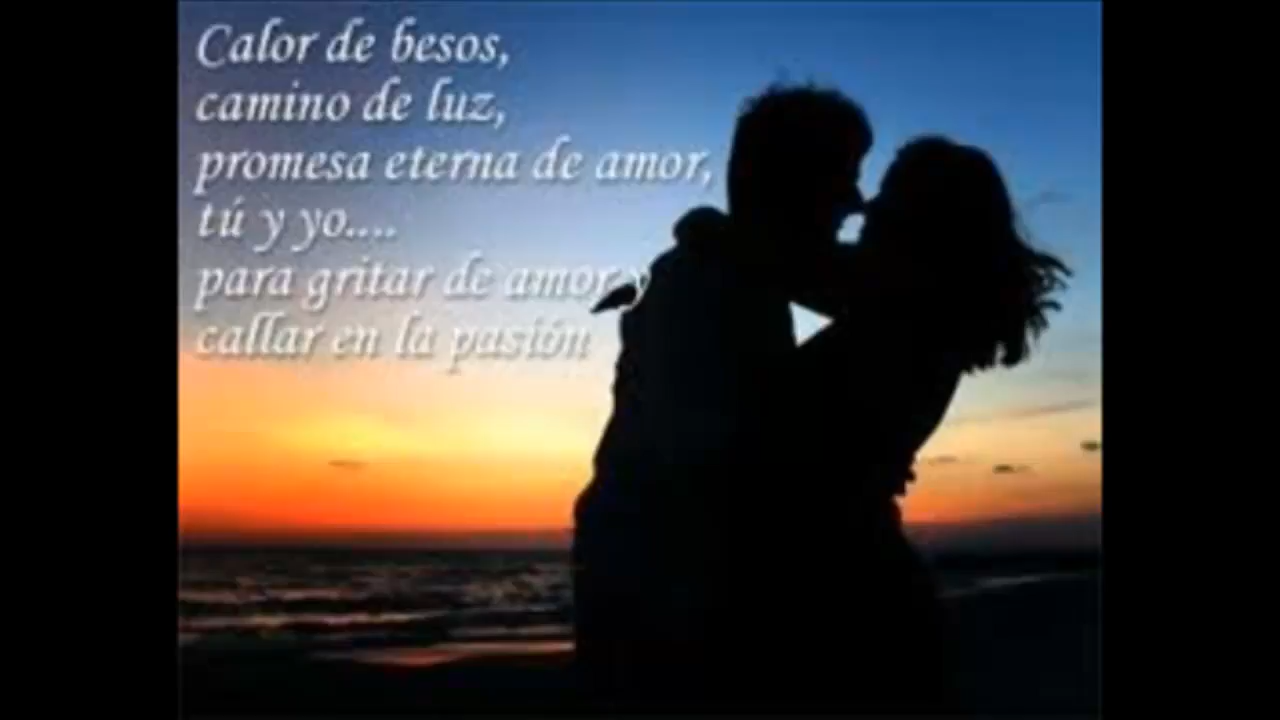 Calor de besos,
camino de luz,
promesa eterna de amor,
tú y yo....
para gritar de amor y
callar en la pasión